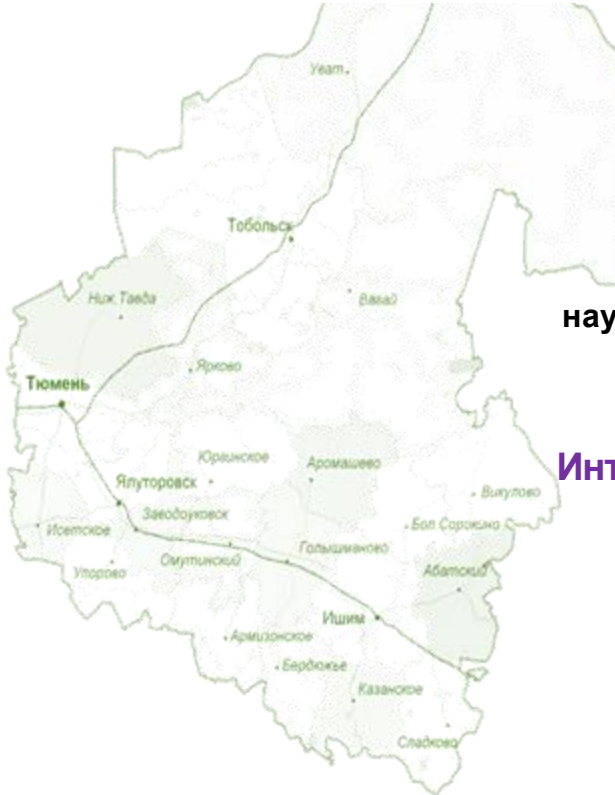 Уват
Тобольск
Вагай
Ниж. Тавда
нау
Ярково
Тюмень
Юргинское
Аромашево
Инт
Ялуторовск
Викулово
Заводоуковск
Бол Сорокино
Исетское
Омутинский
Голышманово
Упорово
Абатский
Ишим
Армизонское
Бердюжье
Казанское
Сладково